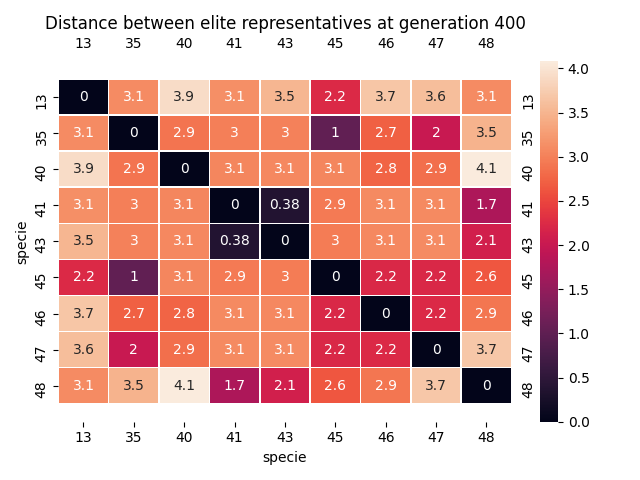 Distance between elite representatives at generation 400
13 35 40 41 43 45 46 47 48
13 0 3.1 3.9 3.1 3.5 2.2 3.7 3.6 3.1 13
35 3.1 0 2.9 3 3 1 2.7 2 3.5 35
40 3.9 2.9 0 3.1 3.1 3.1 2.8 2.9 4.1 40
41 3.1 3 3.1 0 0.38 2.9 3.1 3.1 1.7 41
43 3.5 3 3.1 0.38 0 3 3.1 3.1 2.1 43
45 2.2 1 3.1 2.9 3 0 2.2 2.2 2.6 45
46 3.7 2.7 2.8 3.1 3.1 2.2 0 2.2 2.9 46
47 3.6 2 2.9 3.1 3.1 2.2 2.2 0 3.7 47
48 3.1 3.5 4.1 1.7 2.1 2.6 2.9 3.7 0 48
13 35 40 41 43 45 46 47 48
specie
specie
4.0
3.5
3.0
2.5
2.0
1.5
1.0
0.5
0.0